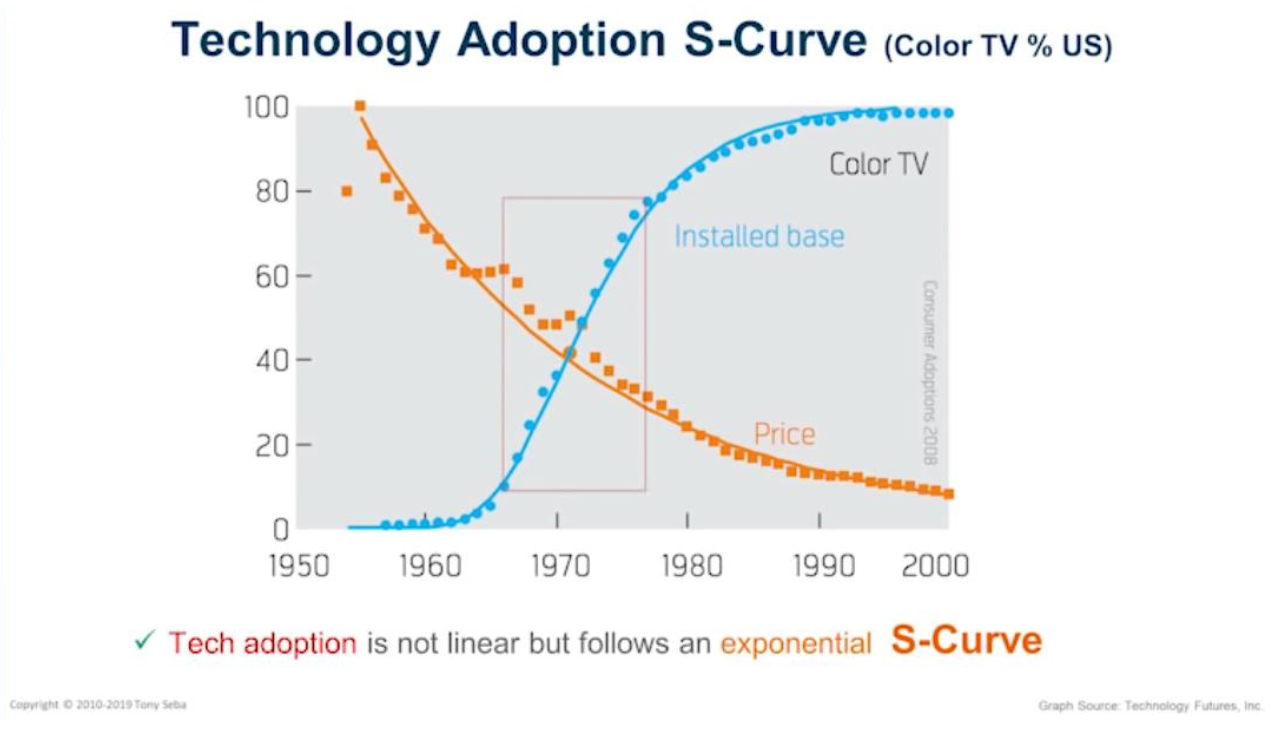 Technology Adoption S-Curve (Color TV % US)
100
80
60
40
20
0
Color TV
Installed base
Price
Consumer Adoptions 2008
1950 1960 1970 1980 1990 2000
✓ Tech adoption is not linear but follows an exponential S-Curve
Copyright © 2010-2019 Tony Seba
Graph Source: Technology Futures, Inc.